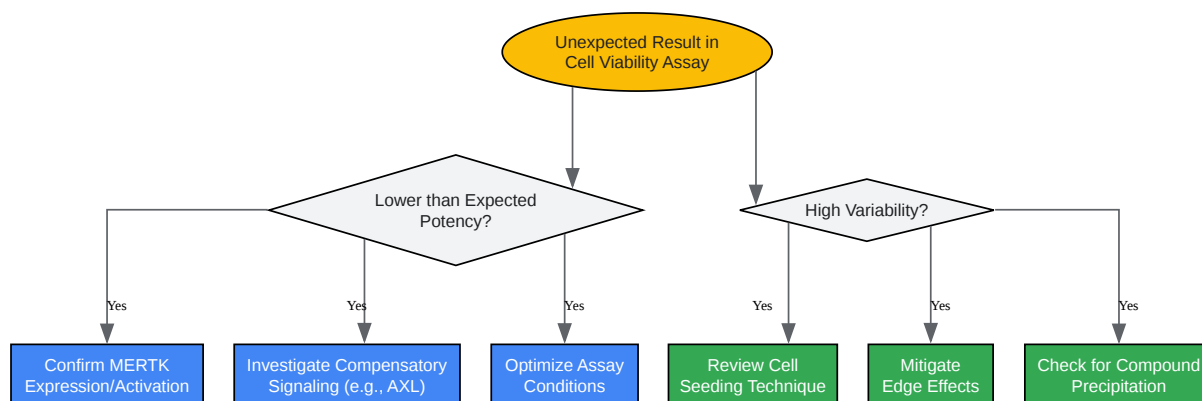 Unexpected Result in
Cell Viability Assay
Lower than Expected
Potency?
High Variability?
Yes
Yes
Yes
Yes
Yes
Yes
Confirm MERTK
Expression/Activation
Investigate Compensatory
Signaling (e.g., AXL)
Optimize Assay
Conditions
Review Cell
Seeding Technique
Mitigate
Edge Effects
Check for Compound
Precipitation